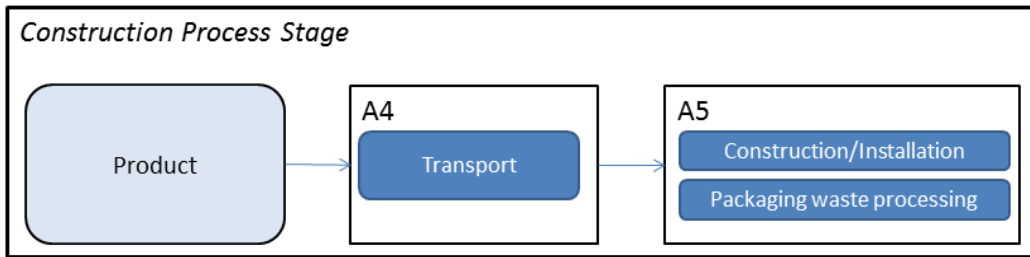 Construction Process Stage
Product
A4
Transport
A5
Construction/Installation
Packaging waste processing